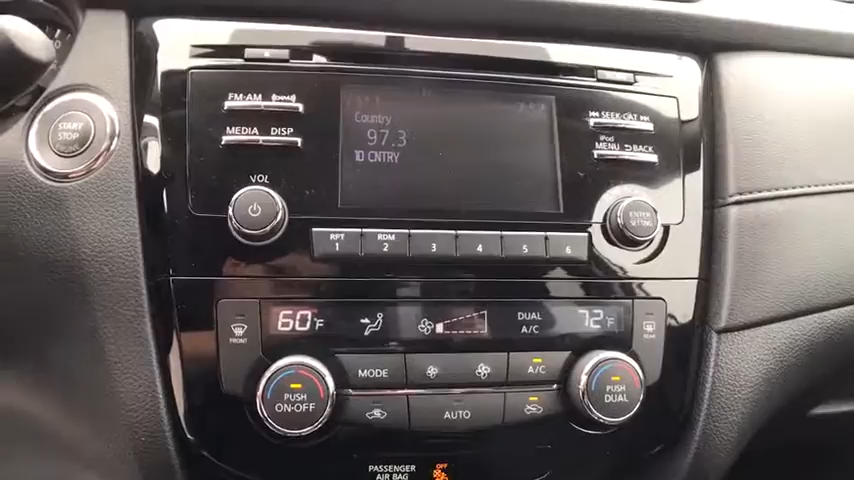 FM·AM
MEDIA DISP
VOL
Country
97.3
CNTRY
SEEK·CAT
iPod
MENU BACK
ENTER
SETTING
START
STOP
RPT
1
RDM
2
3
4
5
6
60°F
DUAL
A/C
72°F
FRONT
REAR
MODE
A/C
PUSH
ON·OFF
AUTO
PUSH
DUAL
PASSENGER
AIR BAG
OFF